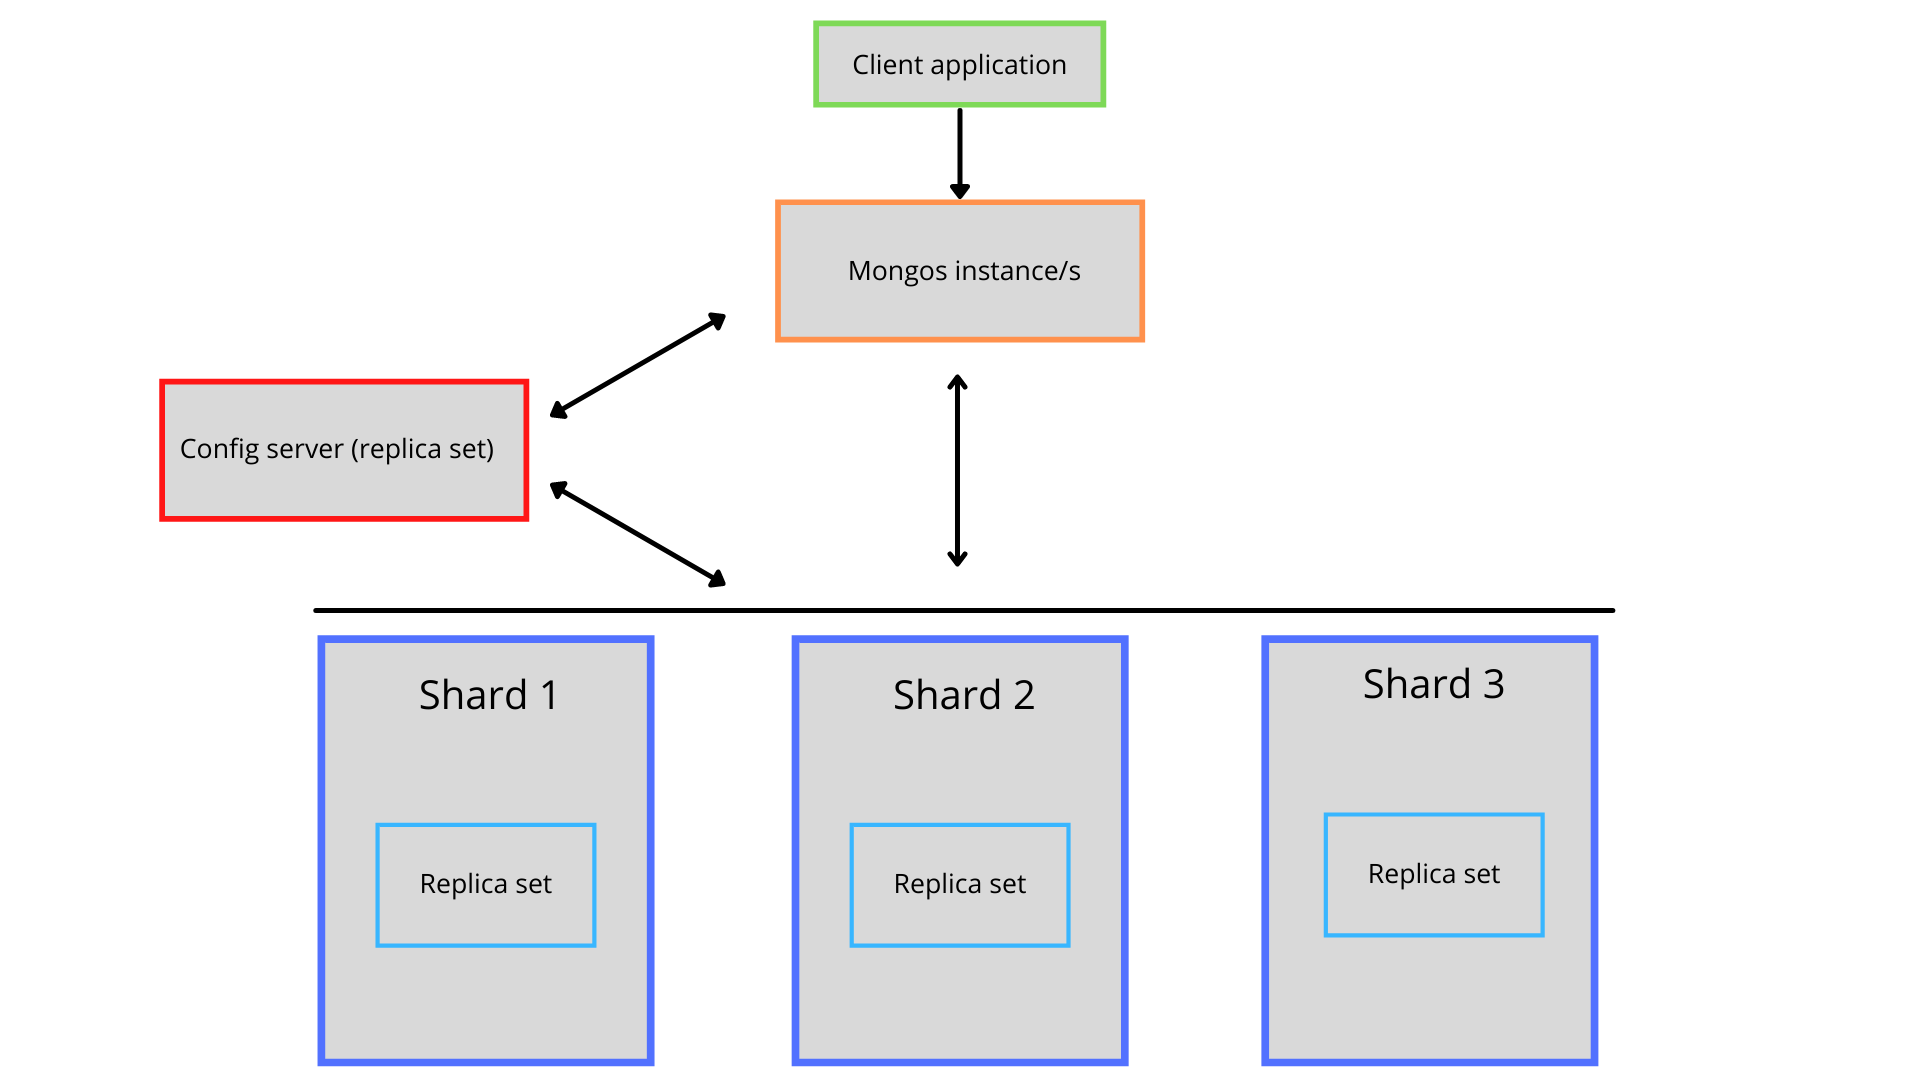 Client application
Mongos instance/s
Config server (replica set)
Shard 1
Shard 2
Shard 3
Replica set
Replica set
Replica set